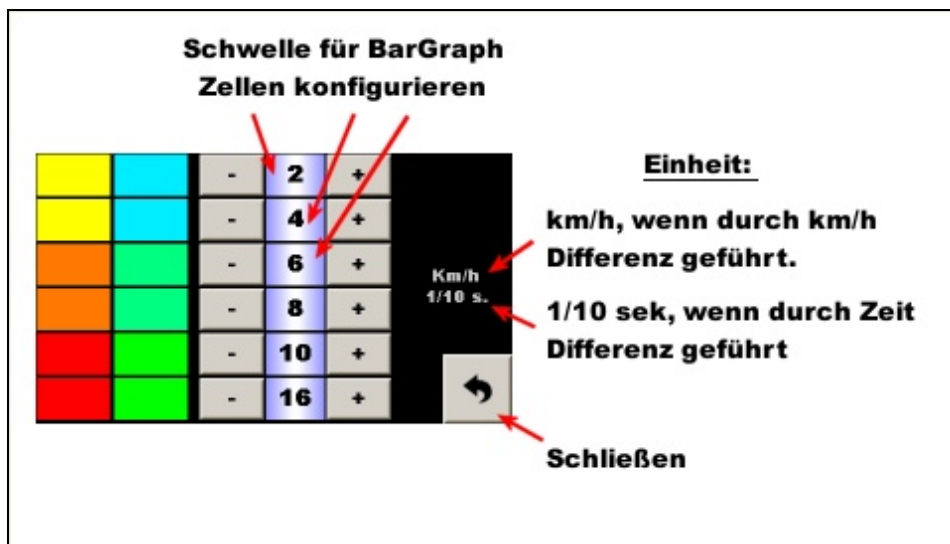 Schwelle für BarGraph
Zellen konfigurieren
- 2 +
- 4 +
- 6 +
- 8 +
- 10 +
- 16 +
Km/h
1/10 s.
Einheit:
km/h, wenn durch km/h
Differenz geführt.
1/10 sek, wenn durch Zeit
Differenz geführt
Schließen